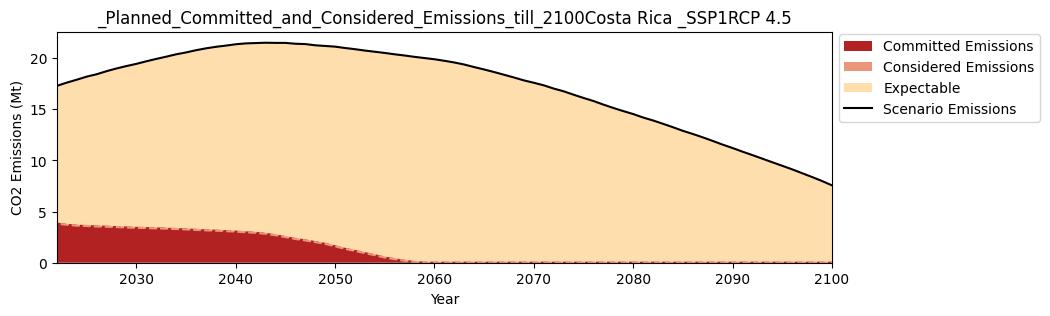 _Planned_Committed_and_Considered_Emissions_till_2100Costa Rica _SSP1RCP 4.5
Committed Emissions
Considered Emissions
Expectable
Scenario Emissions
CO2 Emissions (Mt)
20
15
10
5
0
2030 2040 2050 2060 2070 2080 2090 2100
Year